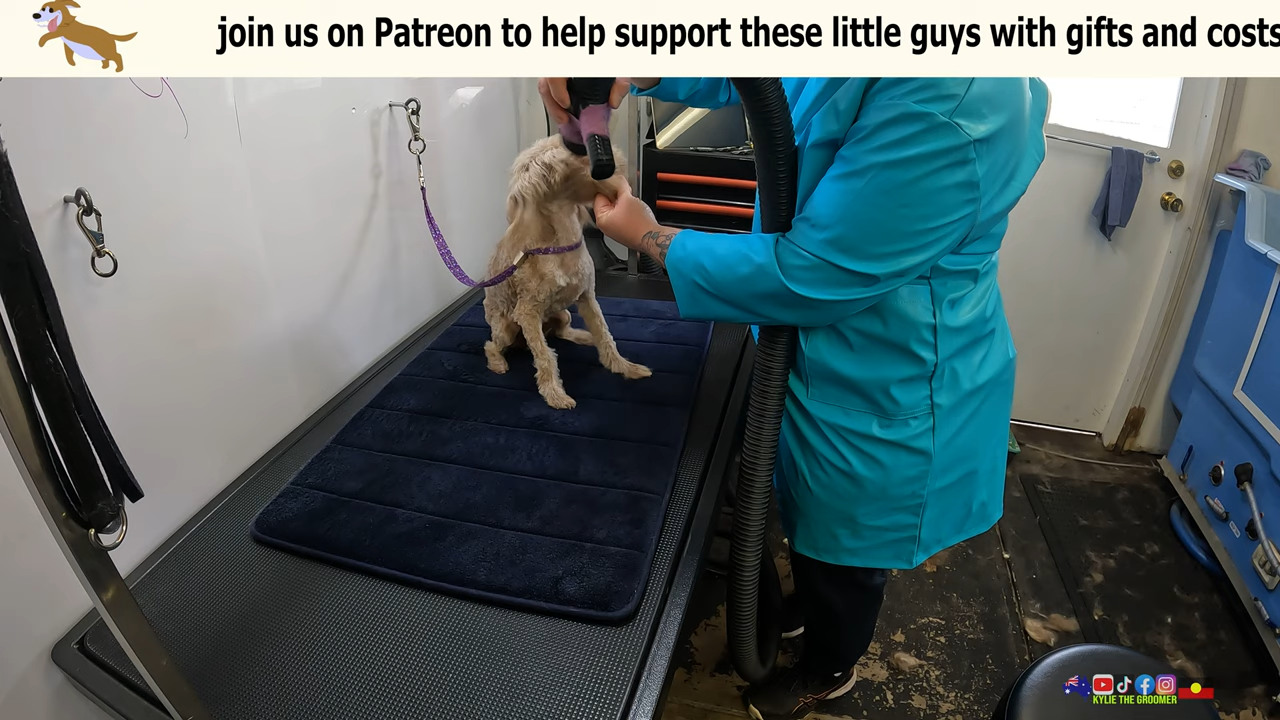 join us on Patreon to help support these little guys with gifts and costs
KYLIE THE GROOMER